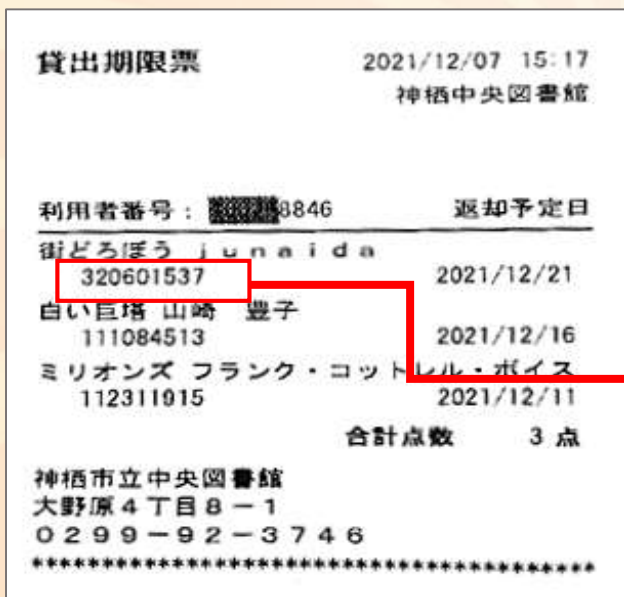 貸出期限票 2021/12/07 15:17
神栖中央図書館
利用者番号: 8846 返却予定日
街どろぼう junaida
320601537 2021/12/21
白い巨塔 山崎 豊子
111084513 2021/12/16
ミリオンズ フランク・コットレル・ボイス
112311915 2021/12/11
合計点数 3点
神栖市立中央図書館
大野原4丁目8-1
0299-92-3746
****************************************